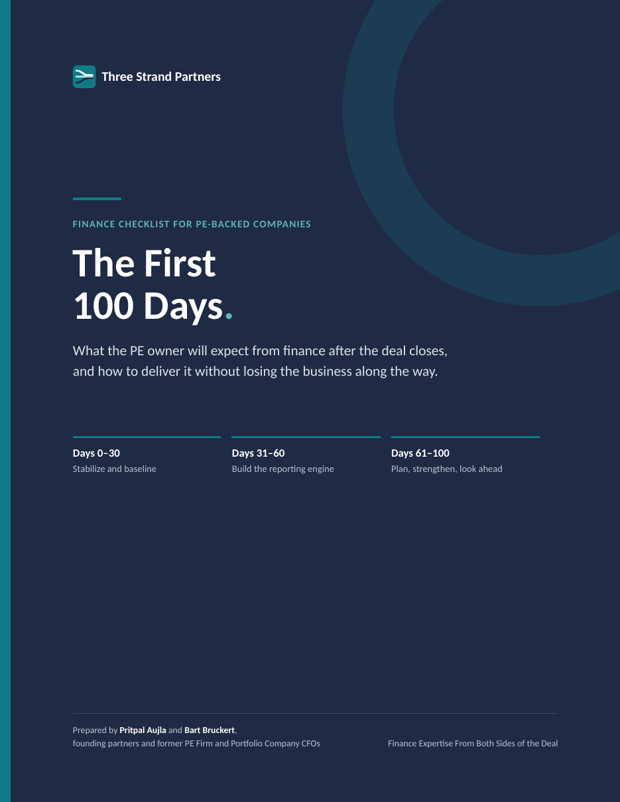 Three Strand Partners
FINANCE CHECKLIST FOR PE-BACKED COMPANIES
The First
100 Days.
What the PE owner will expect from finance after the deal closes,
and how to deliver it without losing the business along the way.
Days 0–30
Stabilize and baseline
Days 31–60
Build the reporting engine
Days 61–100
Plan, strengthen, look ahead
Prepared by Pritpal Aujla and Bart Bruckert,
founding partners and former PE Firm and Portfolio Company CFOs
Finance Expertise From Both Sides of the Deal